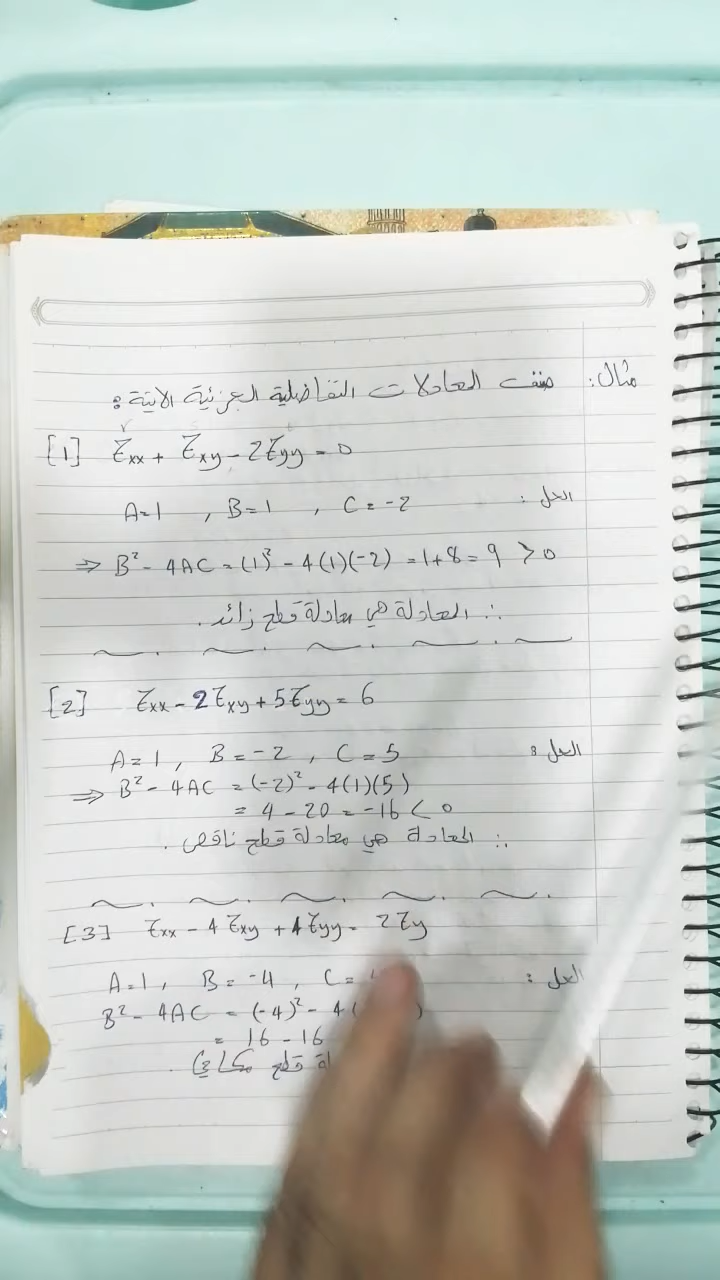 مثال: صنف المعادلات التفاضلية الجزئية الآتية:
[1] Zxx + Zxy - 2Zyy = 0
الحل:
A=1 , B=1 , C=-2
⇒ B² - 4AC = (1)² - 4(1)(-2) = 1+8 = 9 > 0
∴ المعادلة هي معادلة قطع زائد.
[2] Zxx - 2Zxy + 5Zyy = 6
الحل:
A=1 , B=-2 , C=5
⇒ B² - 4AC = (-2)² - 4(1)(5)
= 4 - 20 = -16 < 0
∴ المعادلة هي معادلة قطع ناقص.
[3] Zxx - 4Zxy + 4Zyy = 2Zy
الحل:
A=1 , B=-4 , C=
B² - 4AC = (-4)² - 4(
= 16 - 16
قطع مكافئ.